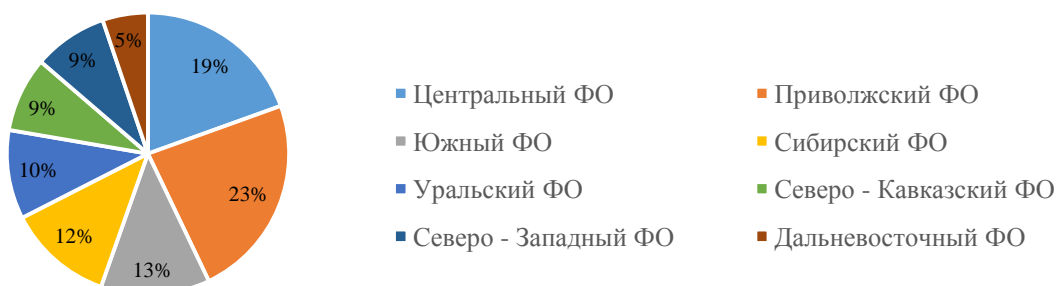 5%
9%
19%
9%
10%
23%
12%
13%
Центральный ФО
Приволжский ФО
Южный ФО
Сибирский ФО
Уральский ФО
Северо - Кавказский ФО
Северо - Западный ФО
Дальневосточный ФО